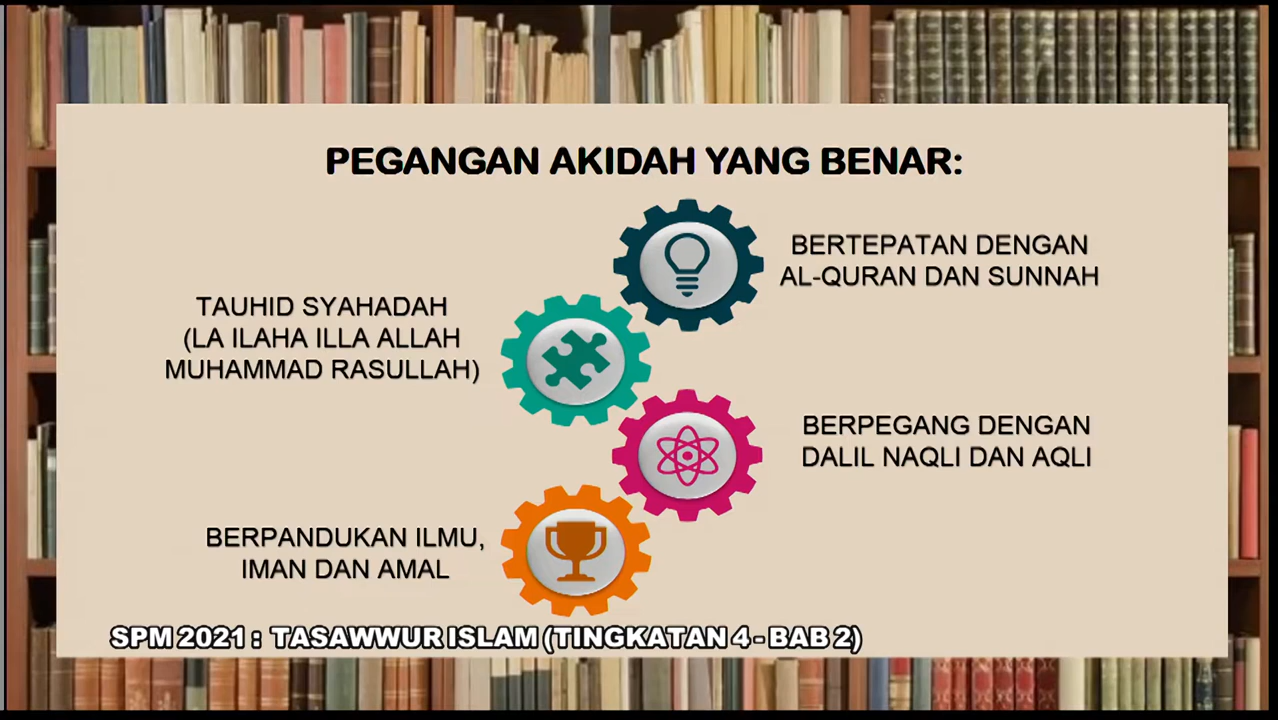 PEGANGAN AKIDAH YANG BENAR:
BERTEPATAN DENGAN
AL-QURAN DAN SUNNAH
TAUHID SYAHADAH
(LA ILAHA ILLA ALLAH
MUHAMMAD RASULLAH)
BERPEGANG DENGAN
DALIL NAQLI DAN AQLI
BERPANDUKAN ILMU,
IMAN DAN AMAL
SPM 2021 : TASAWWUR ISLAM (TINGKATAN 4 - BAB 2)